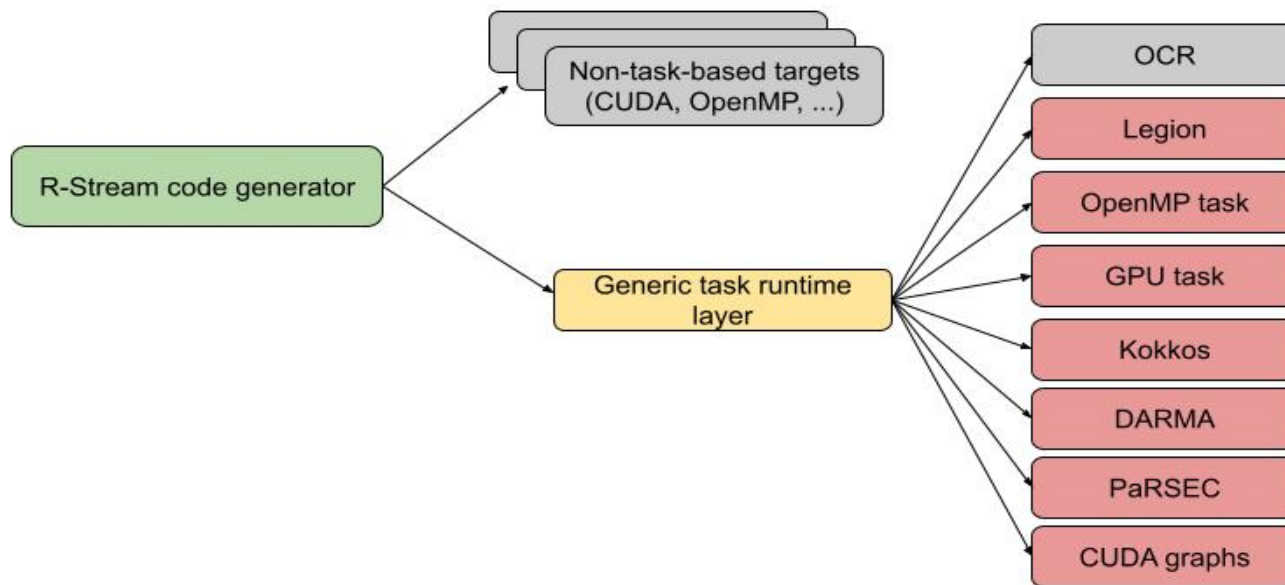 Non-task-based targets
(CUDA, OpenMP, ...)
R-Stream code generator
Generic task runtime
layer
OCR
Legion
OpenMP task
GPU task
Kokkos
DARMA
PaRSEC
CUDA graphs